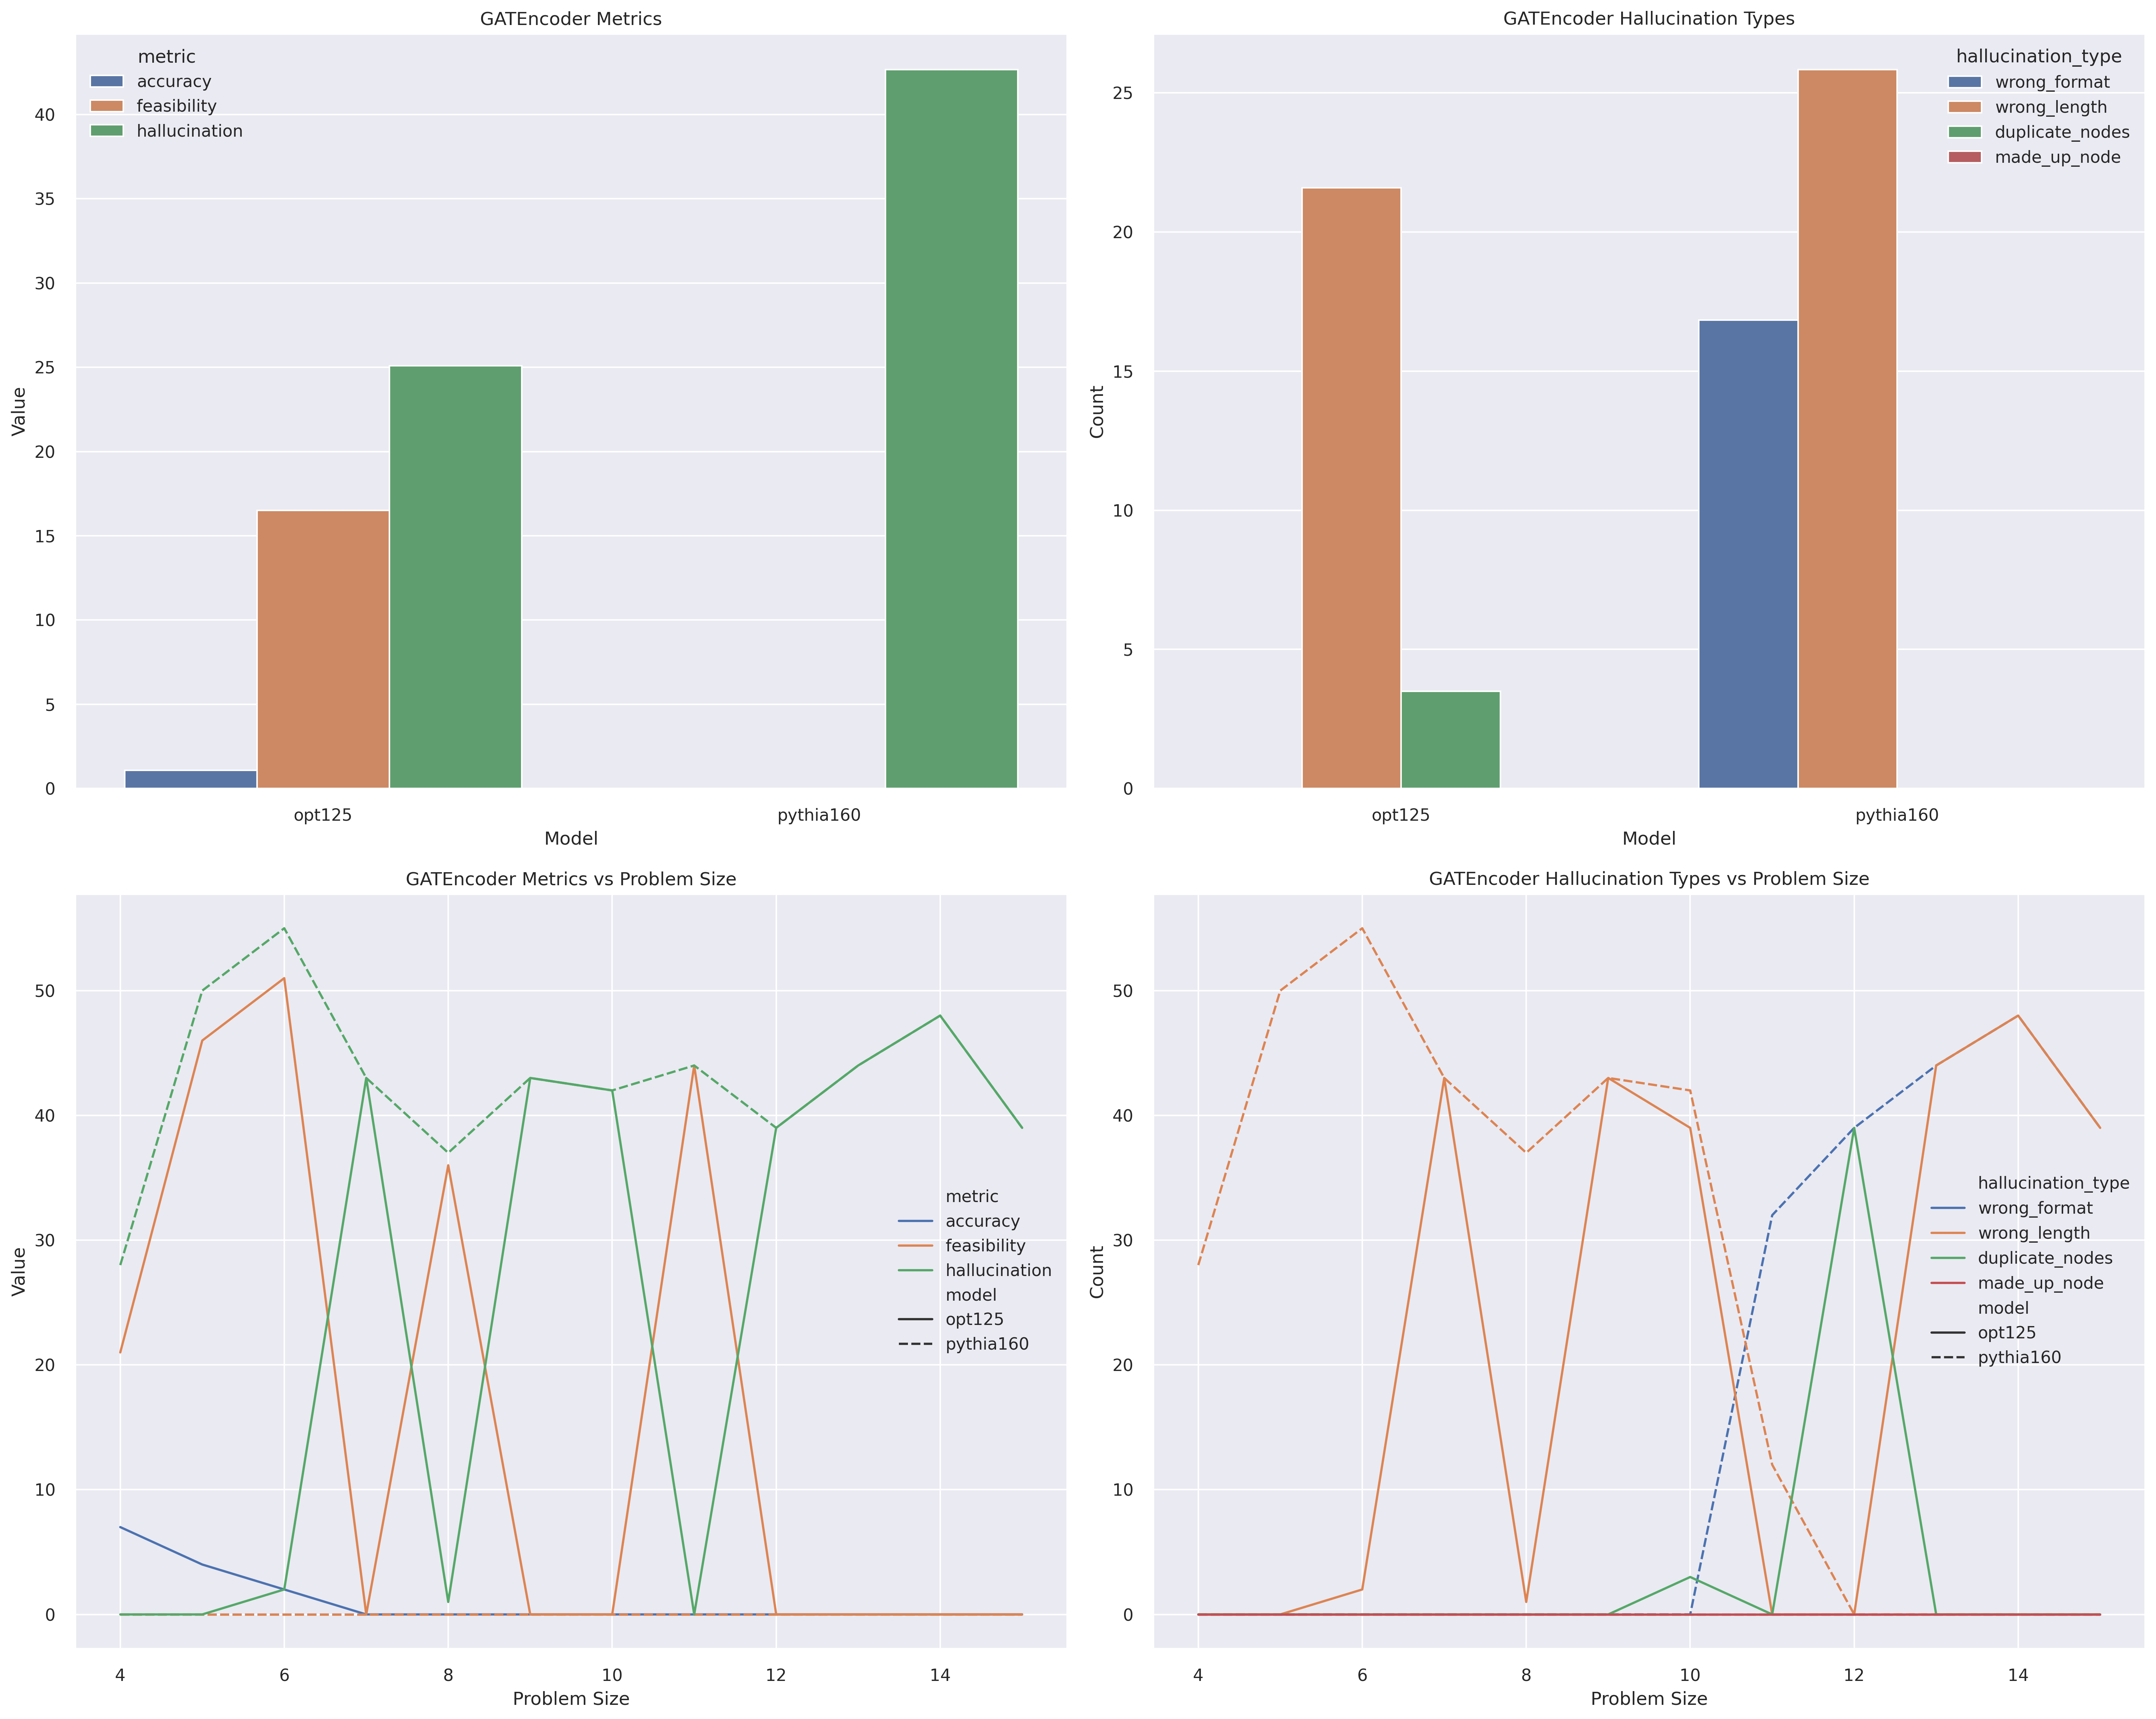 GATEncoder Metrics
metric
accuracy
feasibility
hallucination
40
35
30
25
20
15
10
5
0
Value
opt125
pythia160
Model
GATEncoder Hallucination Types
hallucination_type
wrong_format
wrong_length
duplicate_nodes
made_up_node
25
20
15
10
5
0
Count
opt125
pythia160
Model
GATEncoder Metrics vs Problem Size
50
40
30
20
10
0
Value
metric
accuracy
feasibility
hallucination
model
opt125
pythia160
4
6
8
10
12
14
Problem Size
GATEncoder Hallucination Types vs Problem Size
50
40
30
20
10
0
Count
hallucination_type
wrong_format
wrong_length
duplicate_nodes
made_up_node
model
opt125
pythia160
4
6
8
10
12
14
Problem Size